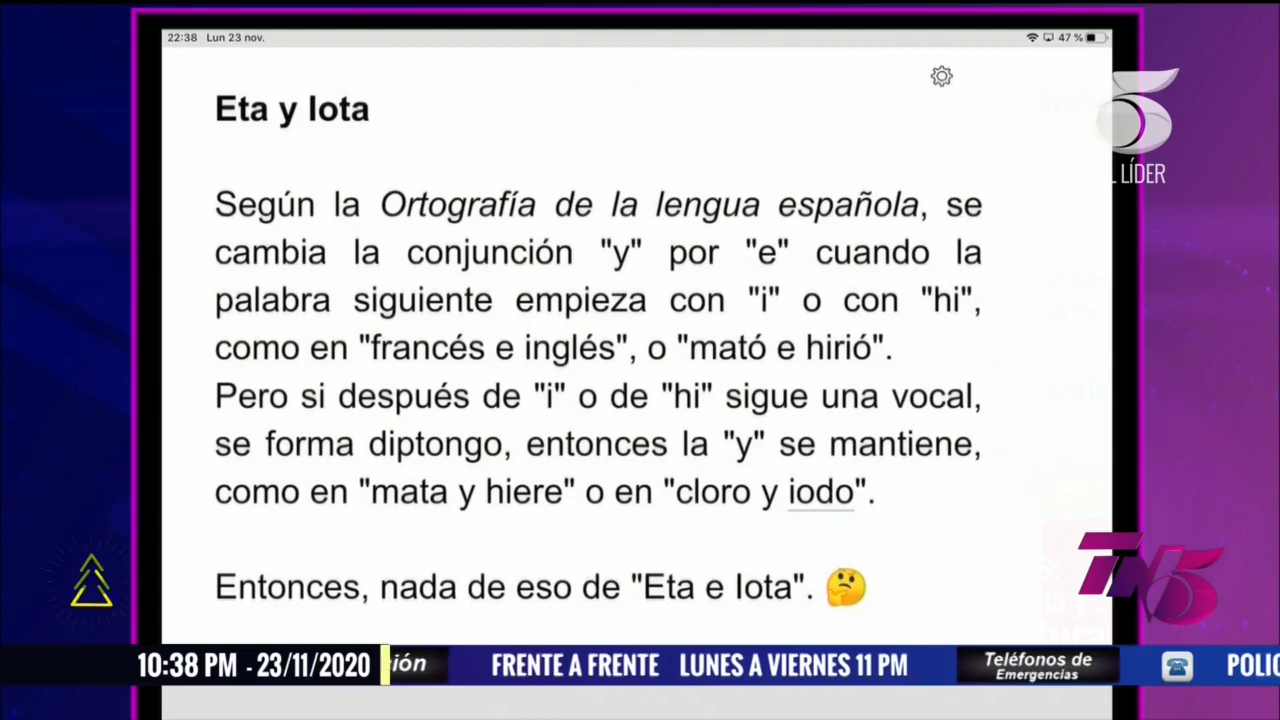 22:38 Lun 23 nov.
47 %
Eta y Iota
5
LÍDER
Según la Ortografía de la lengua española, se
cambia la conjunción "y" por "e" cuando la
palabra siguiente empieza con "i" o con "hi",
como en "francés e inglés", o "mató e hirió".
Pero si después de "i" o de "hi" sigue una vocal,
se forma diptongo, entonces la "y" se mantiene,
como en "mata y hiere" o en "cloro y iodo".
Entonces, nada de eso de "Eta e Iota". 🤔
TN5
10:38 PM - 23/11/2020 ión FRENTE A FRENTE LUNES A VIERNES 11 PM Teléfonos de
Emergencias
POLIC